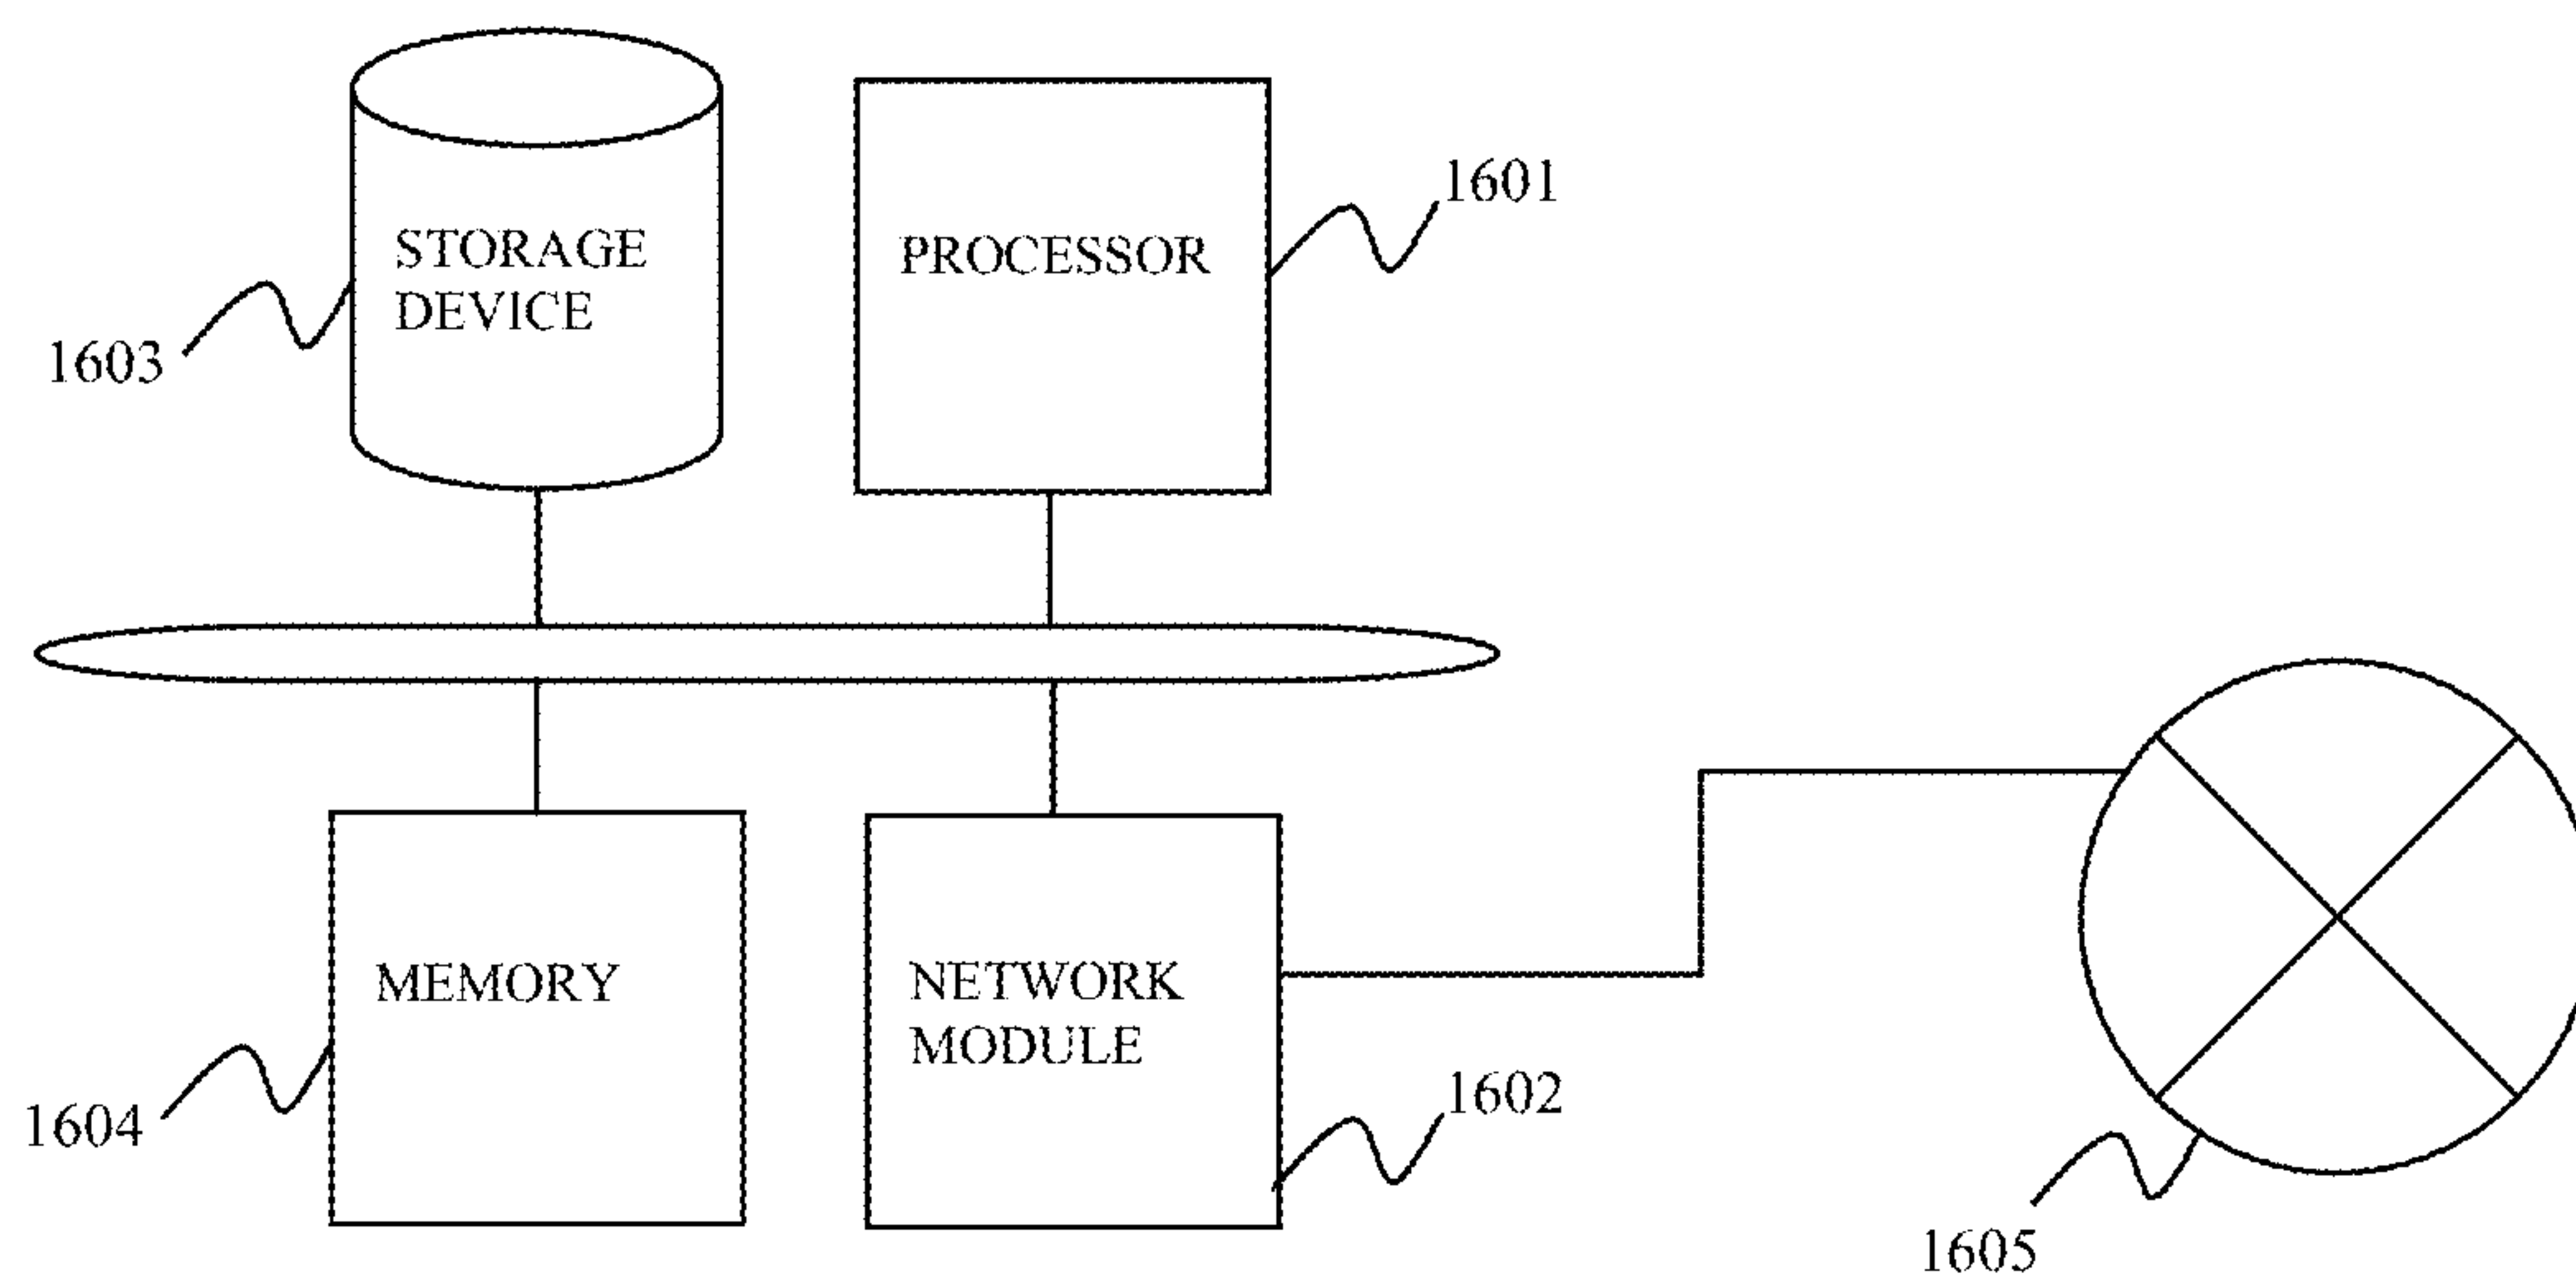 1601
STORAGE
DEVICE
PROCESSOR
1603
MEMORY
NETWORK
MODULE
1604
1602
1605